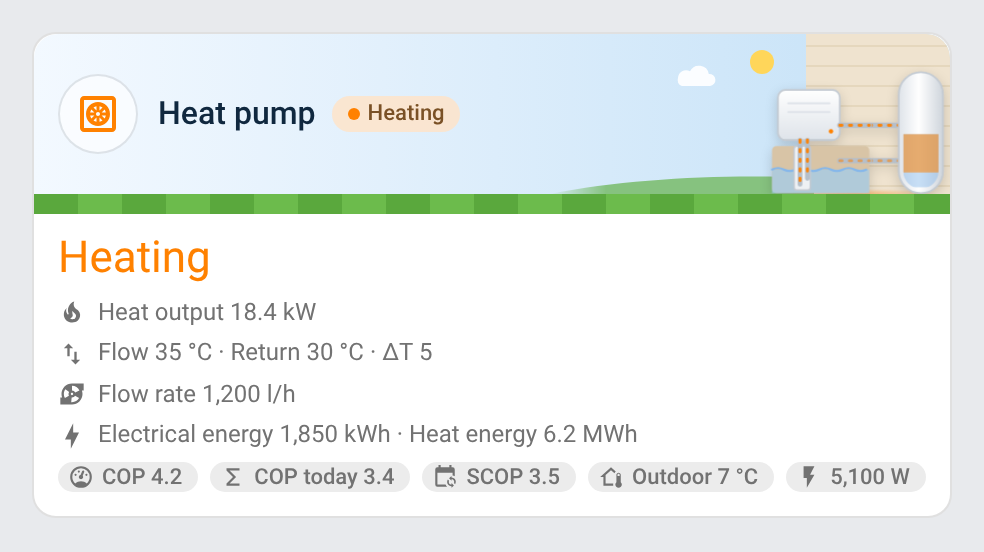 Heat pump
Heating
Heating
Heat output 18.4 kW
Flow 35 °C · Return 30 °C · ΔT 5
Flow rate 1,200 l/h
Electrical energy 1,850 kWh · Heat energy 6.2 MWh
COP 4.2 COP today 3.4 SCOP 3.5 Outdoor 7 °C 5,100 W